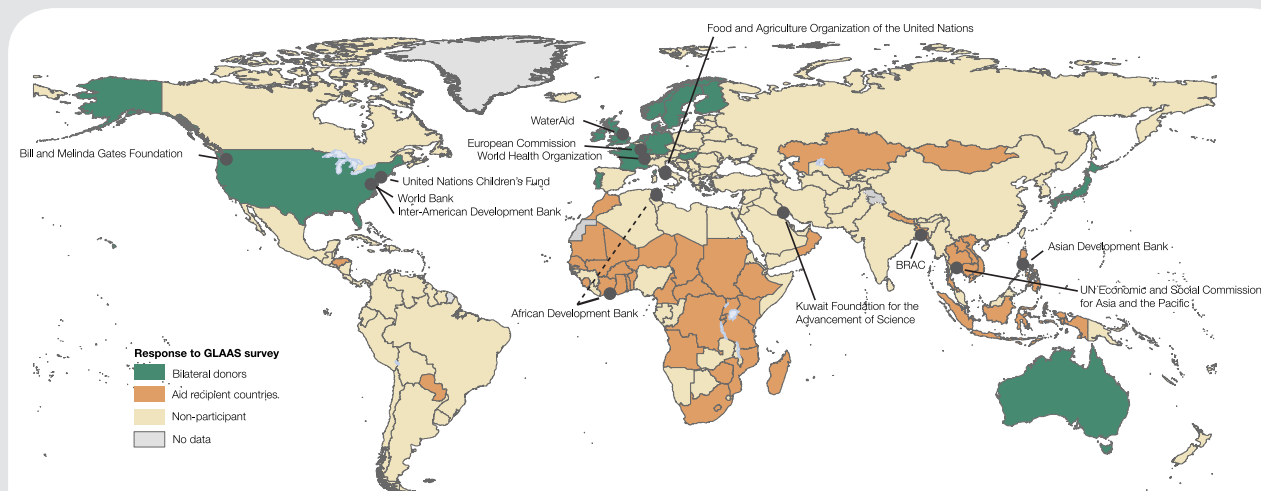 Food and Agriculture Organization of the United Nations
WaterAid
European Commission
World Health Organization
Bill and Melinda Gates Foundation
United Nations Children's Fund
World Bank
Inter-American Development Bank
Asian Development Bank
BRAC
UN Economic and Social Commission
for Asia and the Pacific
Kuwait Foundation for the
Advancement of Science
African Development Bank
Response to GLAAS survey
Bilateral donors
Aid recipient countries.
Non-participant
No data